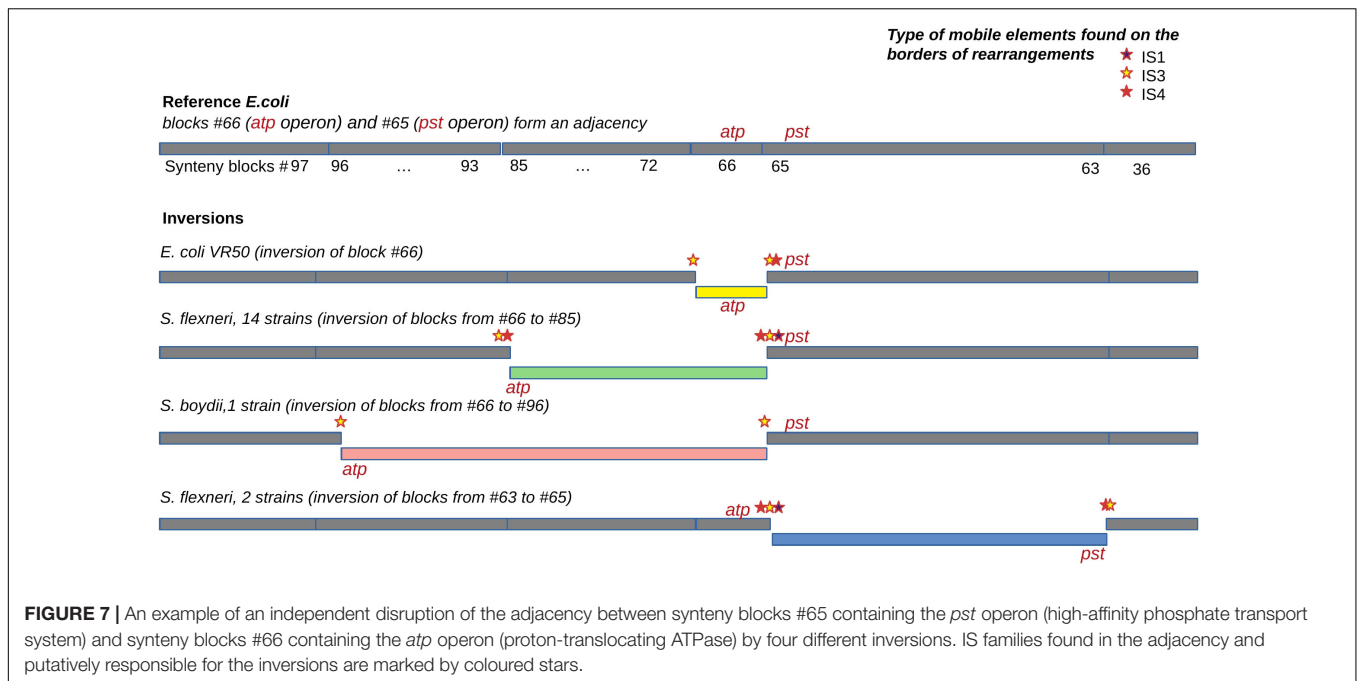 Type of mobile elements found on the
borders of rearrangements
IS1
IS3
IS4
Reference E.coli
blocks #66 (atp operon) and #65 (pst operon) form an adjacency
atp pst
Synteny blocks # 97 96 ... 93 85 ... 72 66 65 63 36
Inversions
E. coli VR50 (inversion of block #66)
pst
atp
S. flexneri, 14 strains (inversion of blocks from #66 to #85)
pst
atp
S. boydii,1 strain (inversion of blocks from #66 to #96)
pst
atp
S. flexneri, 2 strains (inversion of blocks from #63 to #65)
atp
pst
FIGURE 7 | An example of an independent disruption of the adjacency between synteny blocks #65 containing the pst operon (high-affinity phosphate transport
system) and synteny blocks #66 containing the atp operon (proton-translocating ATPase) by four different inversions. IS families found in the adjacency and
putatively responsible for the inversions are marked by coloured stars.